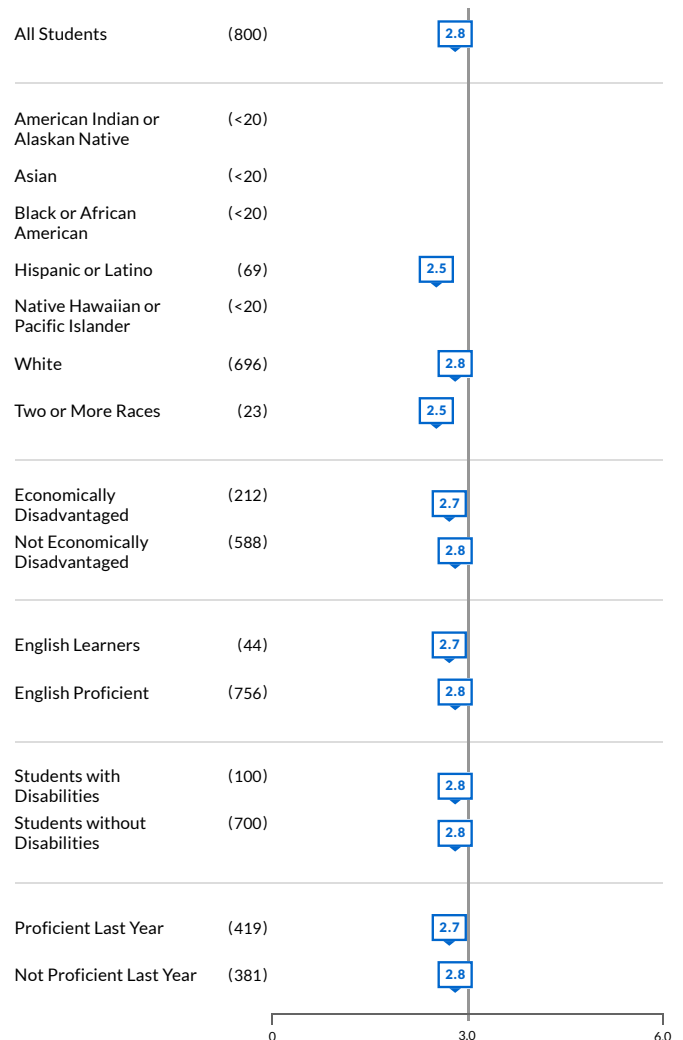 All Students (800) 2.8
American Indian or (<20)
Alaskan Native
Asian (<20)
Black or African (<20)
American
Hispanic or Latino (69) 2.5
Native Hawaiian or (<20)
Pacific Islander
White (696) 2.8
Two or More Races (23) 2.5
Economically (212) 2.7
Disadvantaged
Not Economically (588) 2.8
Disadvantaged
English Learners (44) 2.7
English Proficient (756) 2.8
Students with (100) 2.8
Disabilities
Students without (700) 2.8
Disabilities
Proficient Last Year (419) 2.7
Not Proficient Last Year (381) 2.8
0 3.0 6.0